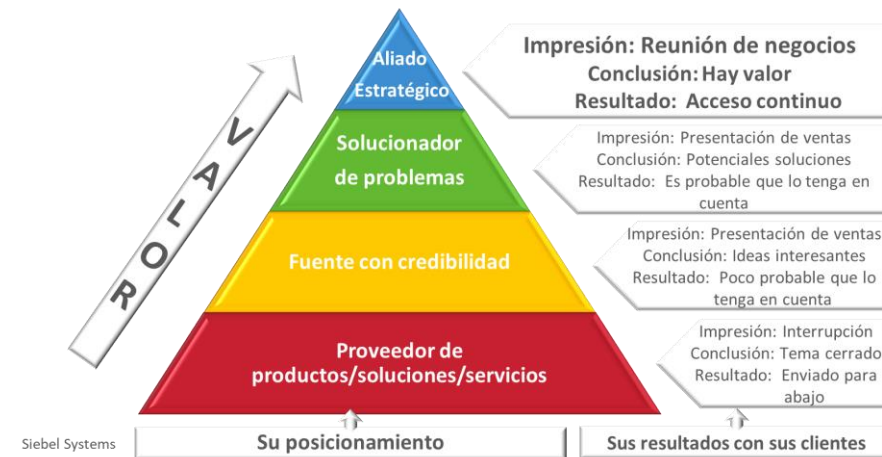 VALOR
Aliado
Estratégico
Impresión: Reunión de negocios
Conclusión: Hay valor
Resultado: Acceso continuo
Solucionador
de problemas
Impresión: Presentación de ventas
Conclusión: Potenciales soluciones
Resultado: Es probable que lo tenga en
cuenta
Fuente con credibilidad
Impresión: Presentación de ventas
Conclusión: Ideas interesantes
Resultado: Poco probable que lo
tenga en cuenta
Proveedor de
productos/soluciones/servicios
Impresión: Interrupción
Conclusión: Tema cerrado
Resultado: Enviado para
abajo
Siebel Systems
Su posicionamiento
Sus resultados con sus clientes